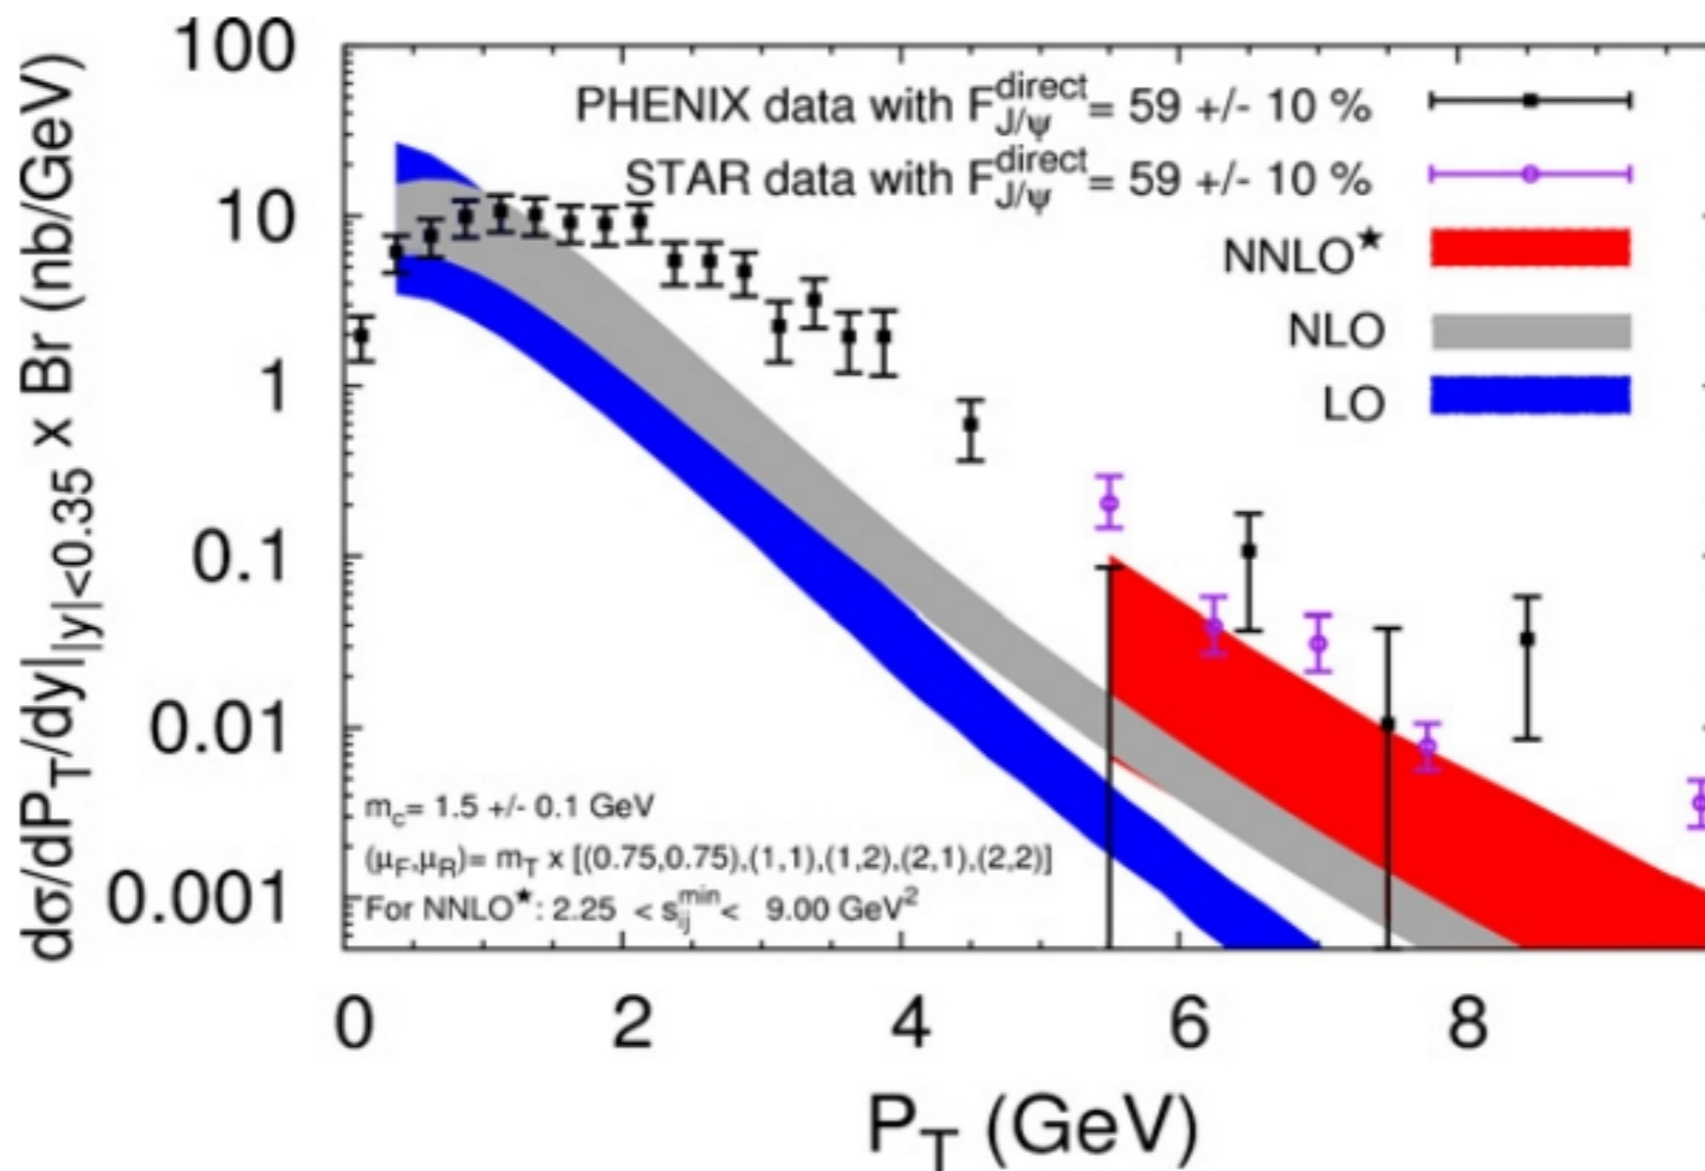 dσ/dP_T/dy|_{|y|<0.35} x Br (nb/GeV)
100
10
1
0.1
0.01
0.001
PHENIX data with F^{direct}_{J/ψ}= 59 +/- 10 %
STAR data with F^{direct}_{J/ψ}= 59 +/- 10 %
NNLO★
NLO
LO
m_c= 1.5 +/- 0.1 GeV
(μ_F,μ_R)= m_T x [(0.75,0.75),(1,1),(1,2),(2,1),(2,2)]
For NNLO★: 2.25 < s_{ij}^{min}< 9.00 GeV²
0 2 4 6 8
P_T (GeV)